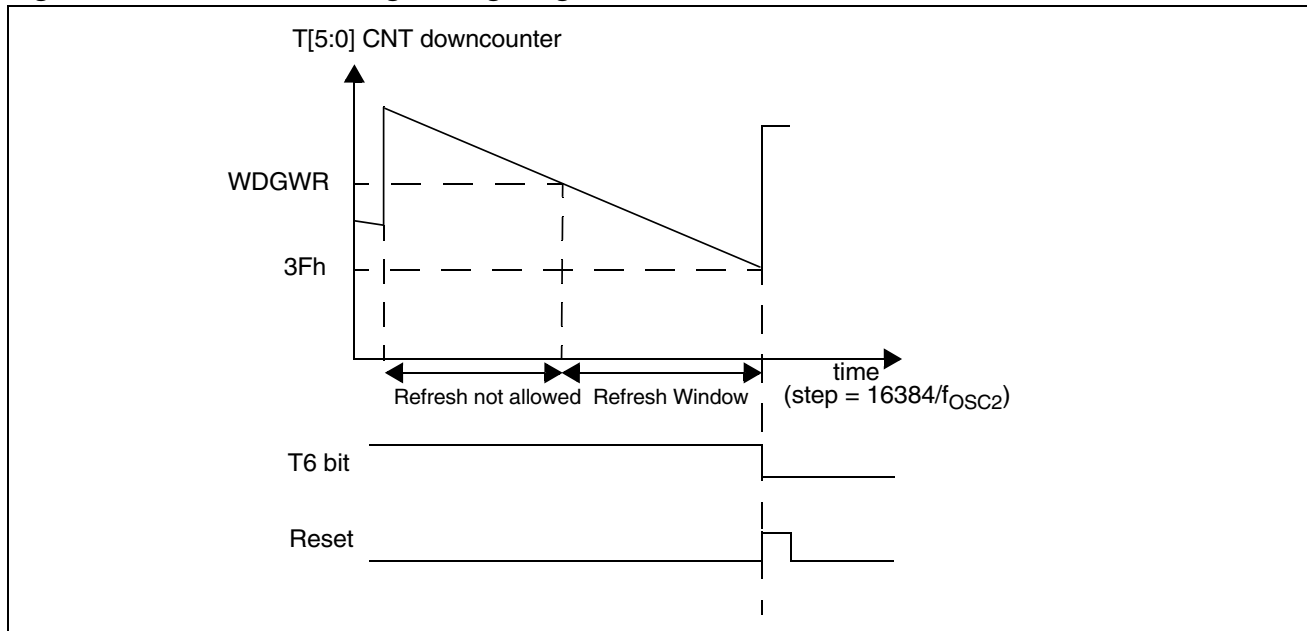 T[5:0] CNT downcounter
WDGWR
3Fh
time
Refresh not allowed Refresh Window (step = 16384/fOSC2)
T6 bit
Reset